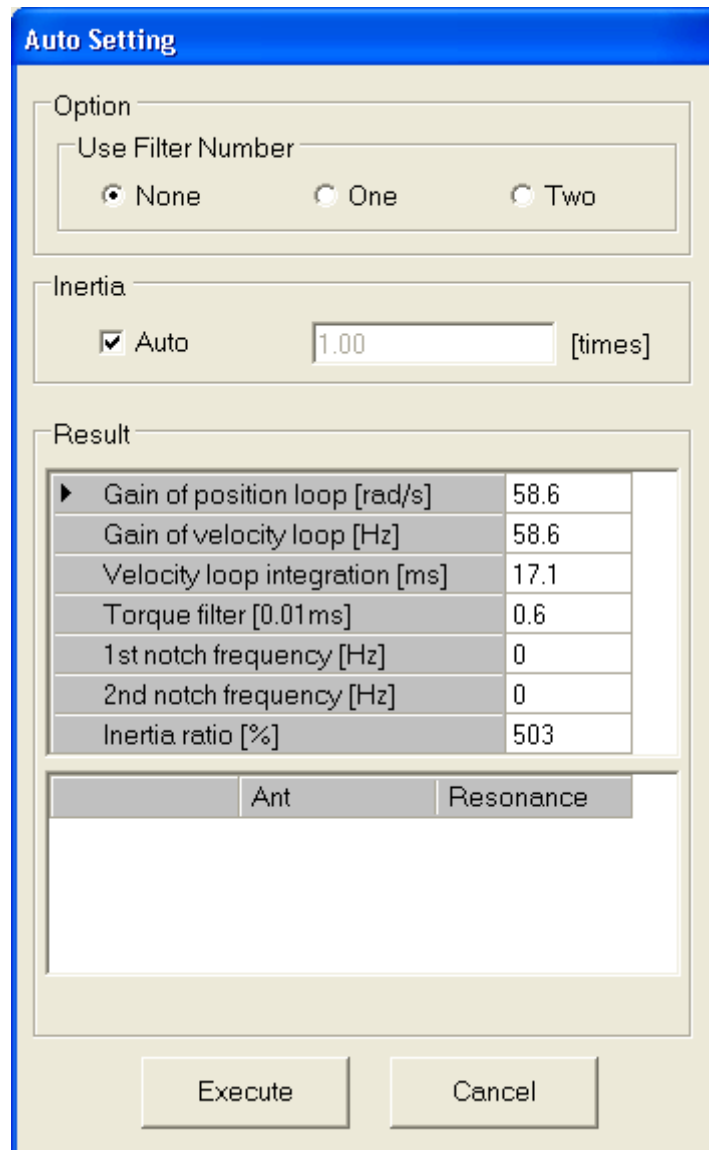 Auto Setting
Option
Use Filter Number
None One Two
Inertia
Auto 1.00 [times]
Result
Gain of position loop [rad/s] 58.6
Gain of velocity loop [Hz] 58.6
Velocity loop integration [ms] 17.1
Torque filter [0.01ms] 0.6
1st notch frequency [Hz] 0
2nd notch frequency [Hz] 0
Inertia ratio [%] 503
Ant Resonance
Execute Cancel